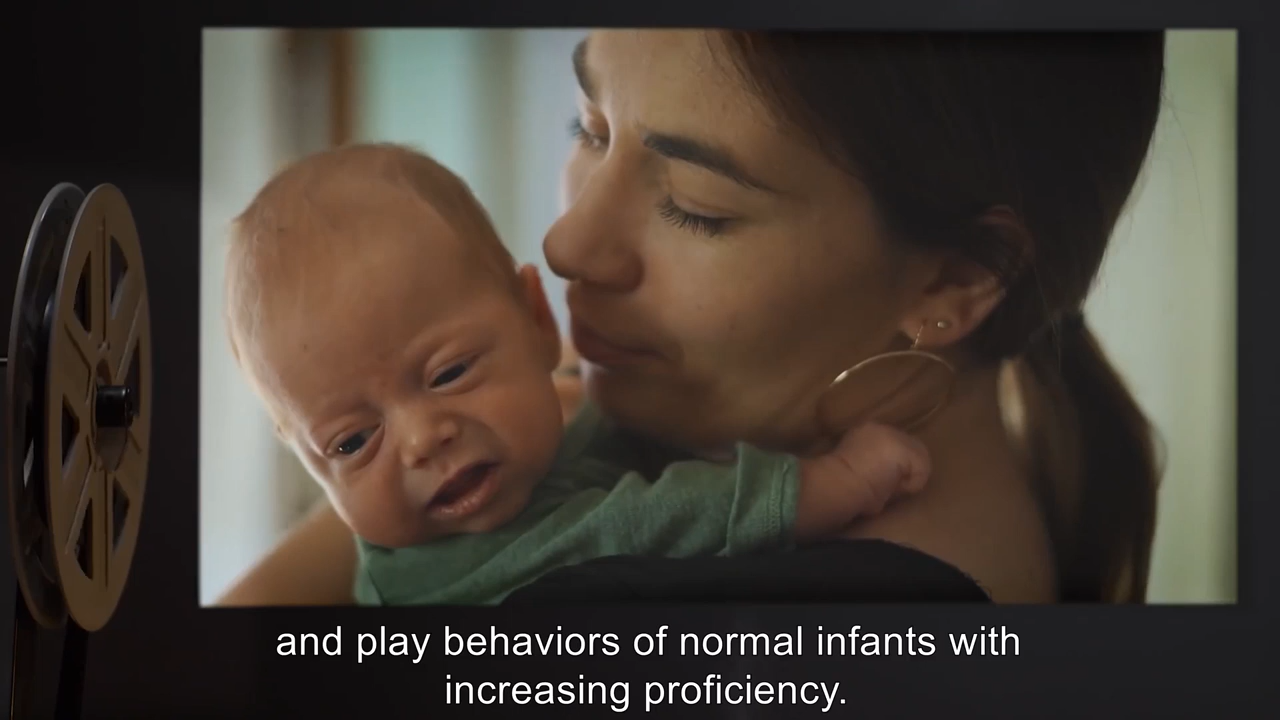 and play behaviors of normal infants with
increasing proficiency.